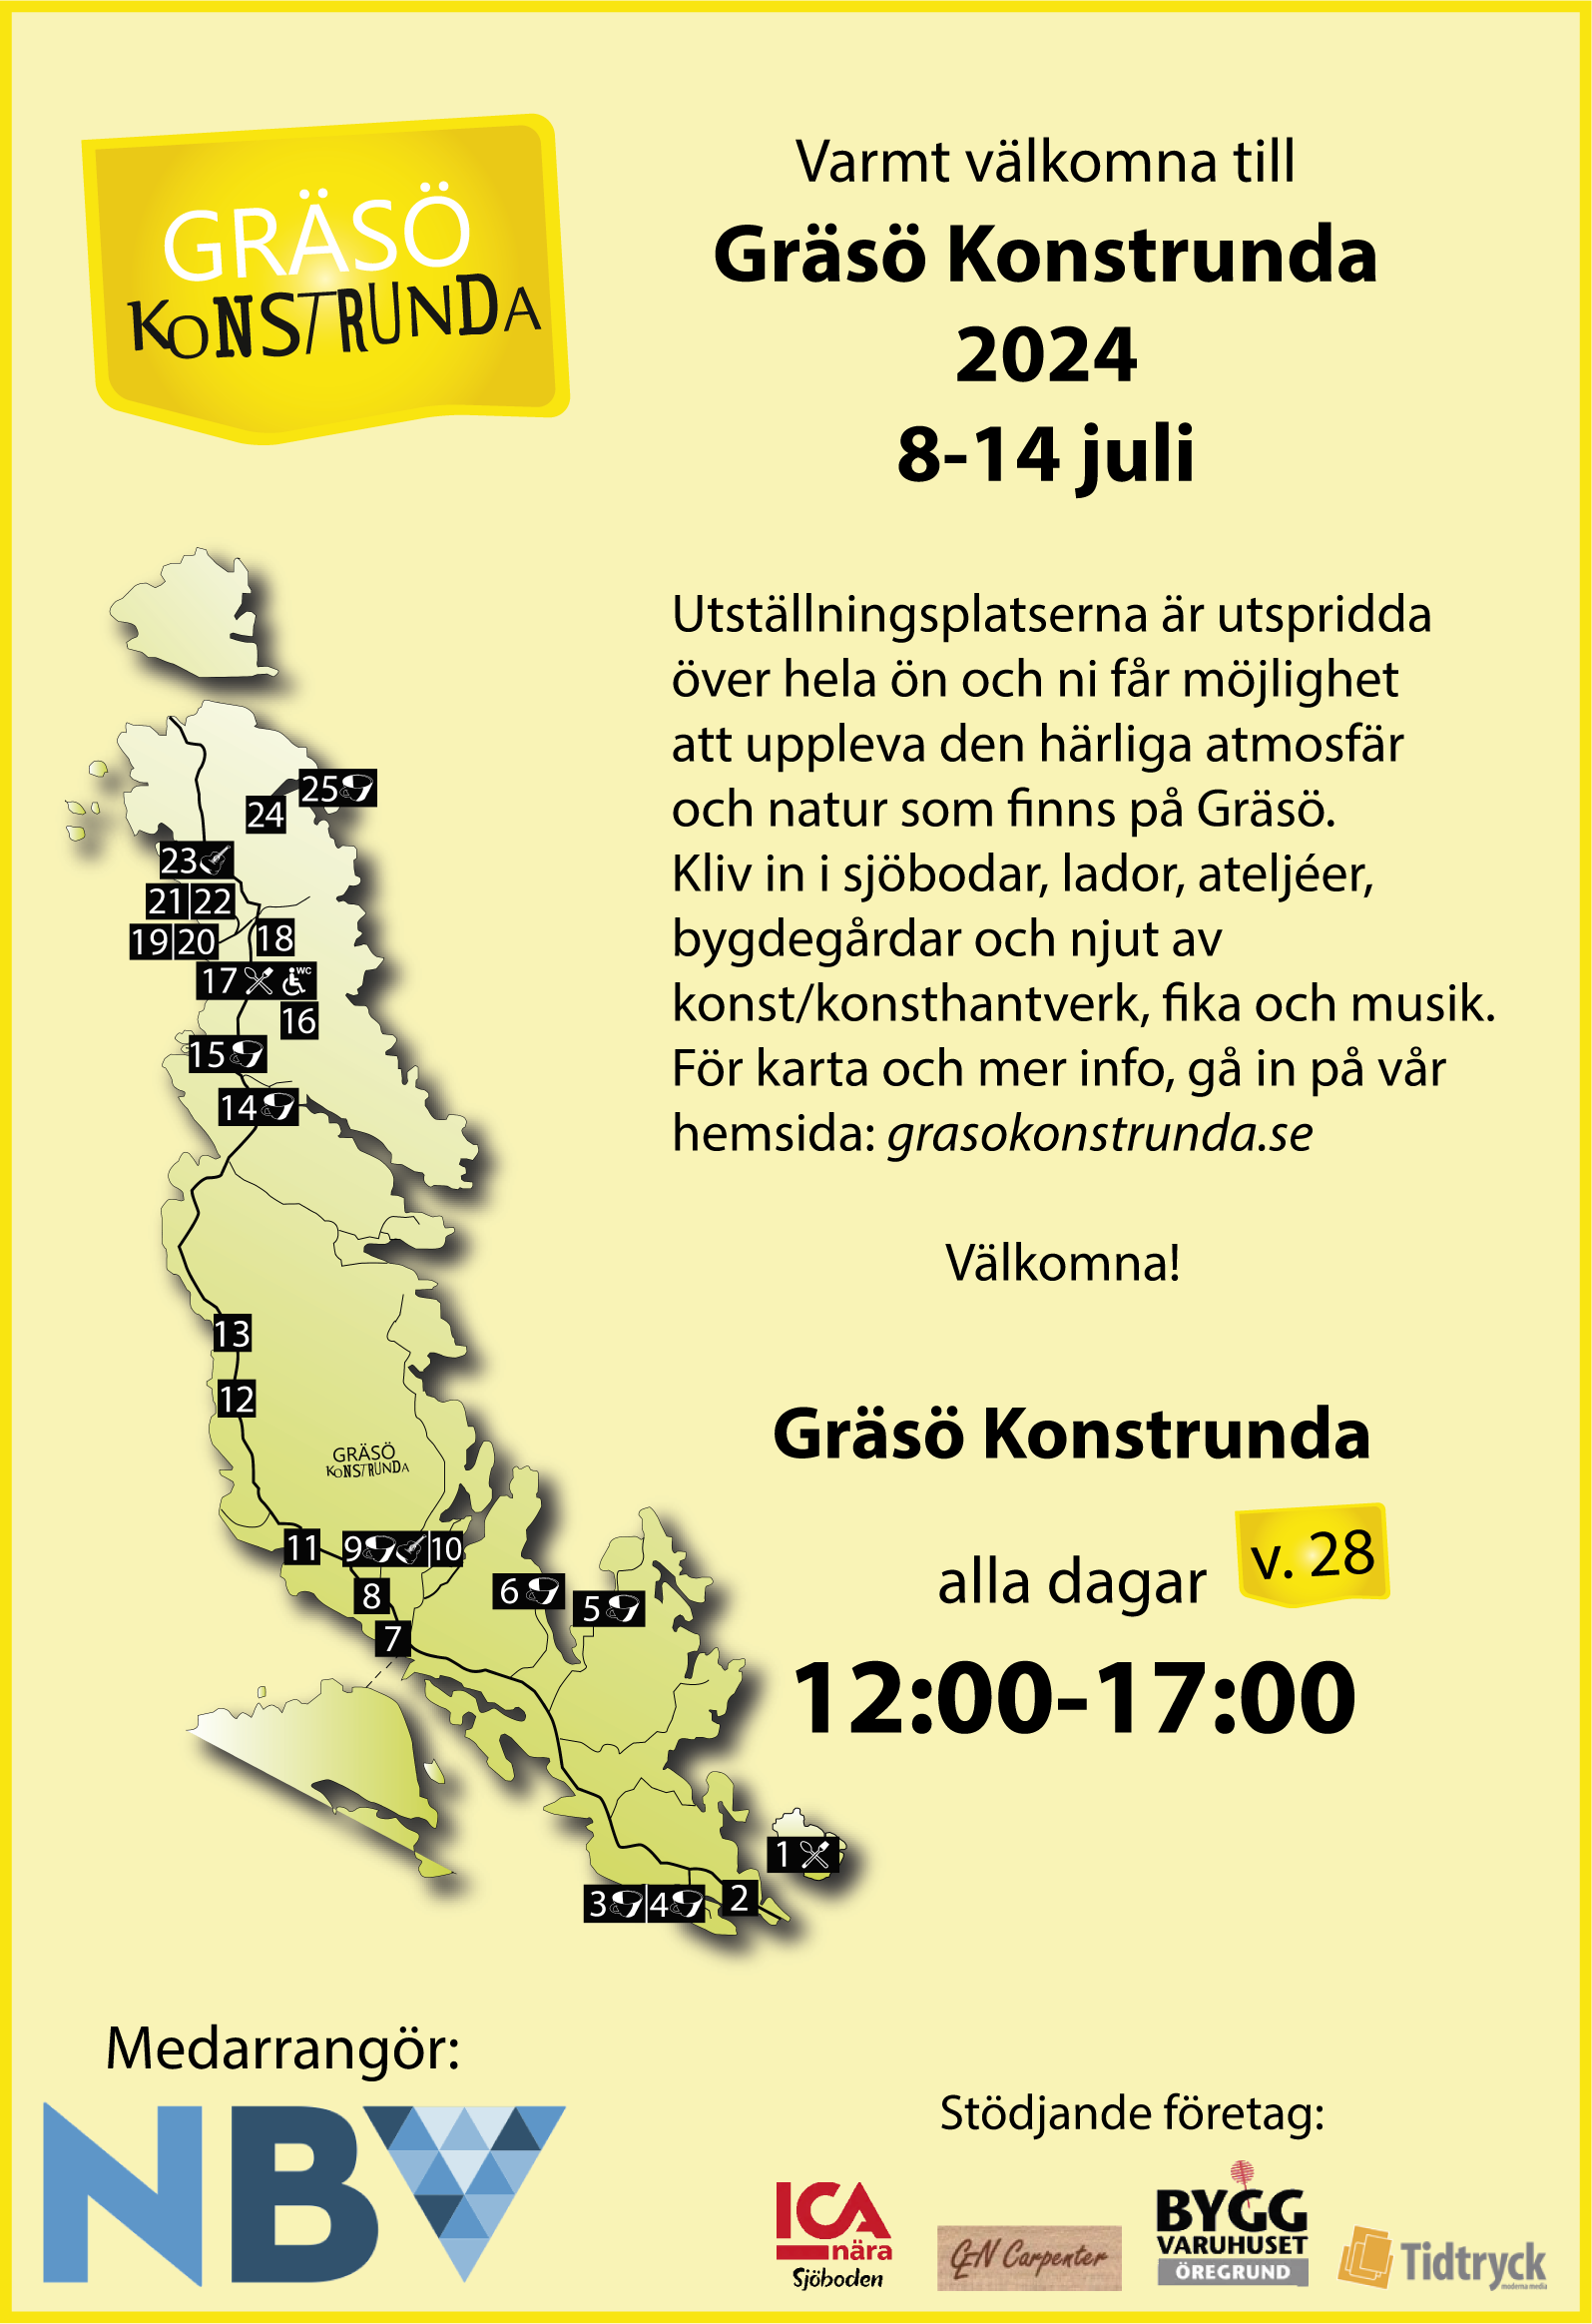 GRÄSÖ
KONSTRUNDA
Varmt välkomna till
Gräsö Konstrunda
2024
8-14 juli
Utställningsplatserna är utspridda
över hela ön och ni får möjlighet
att uppleva den härliga atmosfär
och natur som finns på Gräsö.
Kliv in i sjöbodar, lador, ateljéer,
bygdegårdar och njut av
konst/konsthantverk, fika och musik.
För karta och mer info, gå in på vår
hemsida: grasokonstrunda.se
Välkomna!
Gräsö Konstrunda
alla dagar v. 28
12:00-17:00
25
24
23
21 22
19 20
18
17 WC
16
15
14
13
12
GRÄSÖ
KONSTRUNDA
11
9 10
8
7
6
5
1
2
3 4
Medarrangör:
NBV
Stödjande företag:
ICA
nära
Sjöboden
CEN Carpenter
BYGG
VARUHUSET
ÖREGRUND
Tidtryck
moderna media